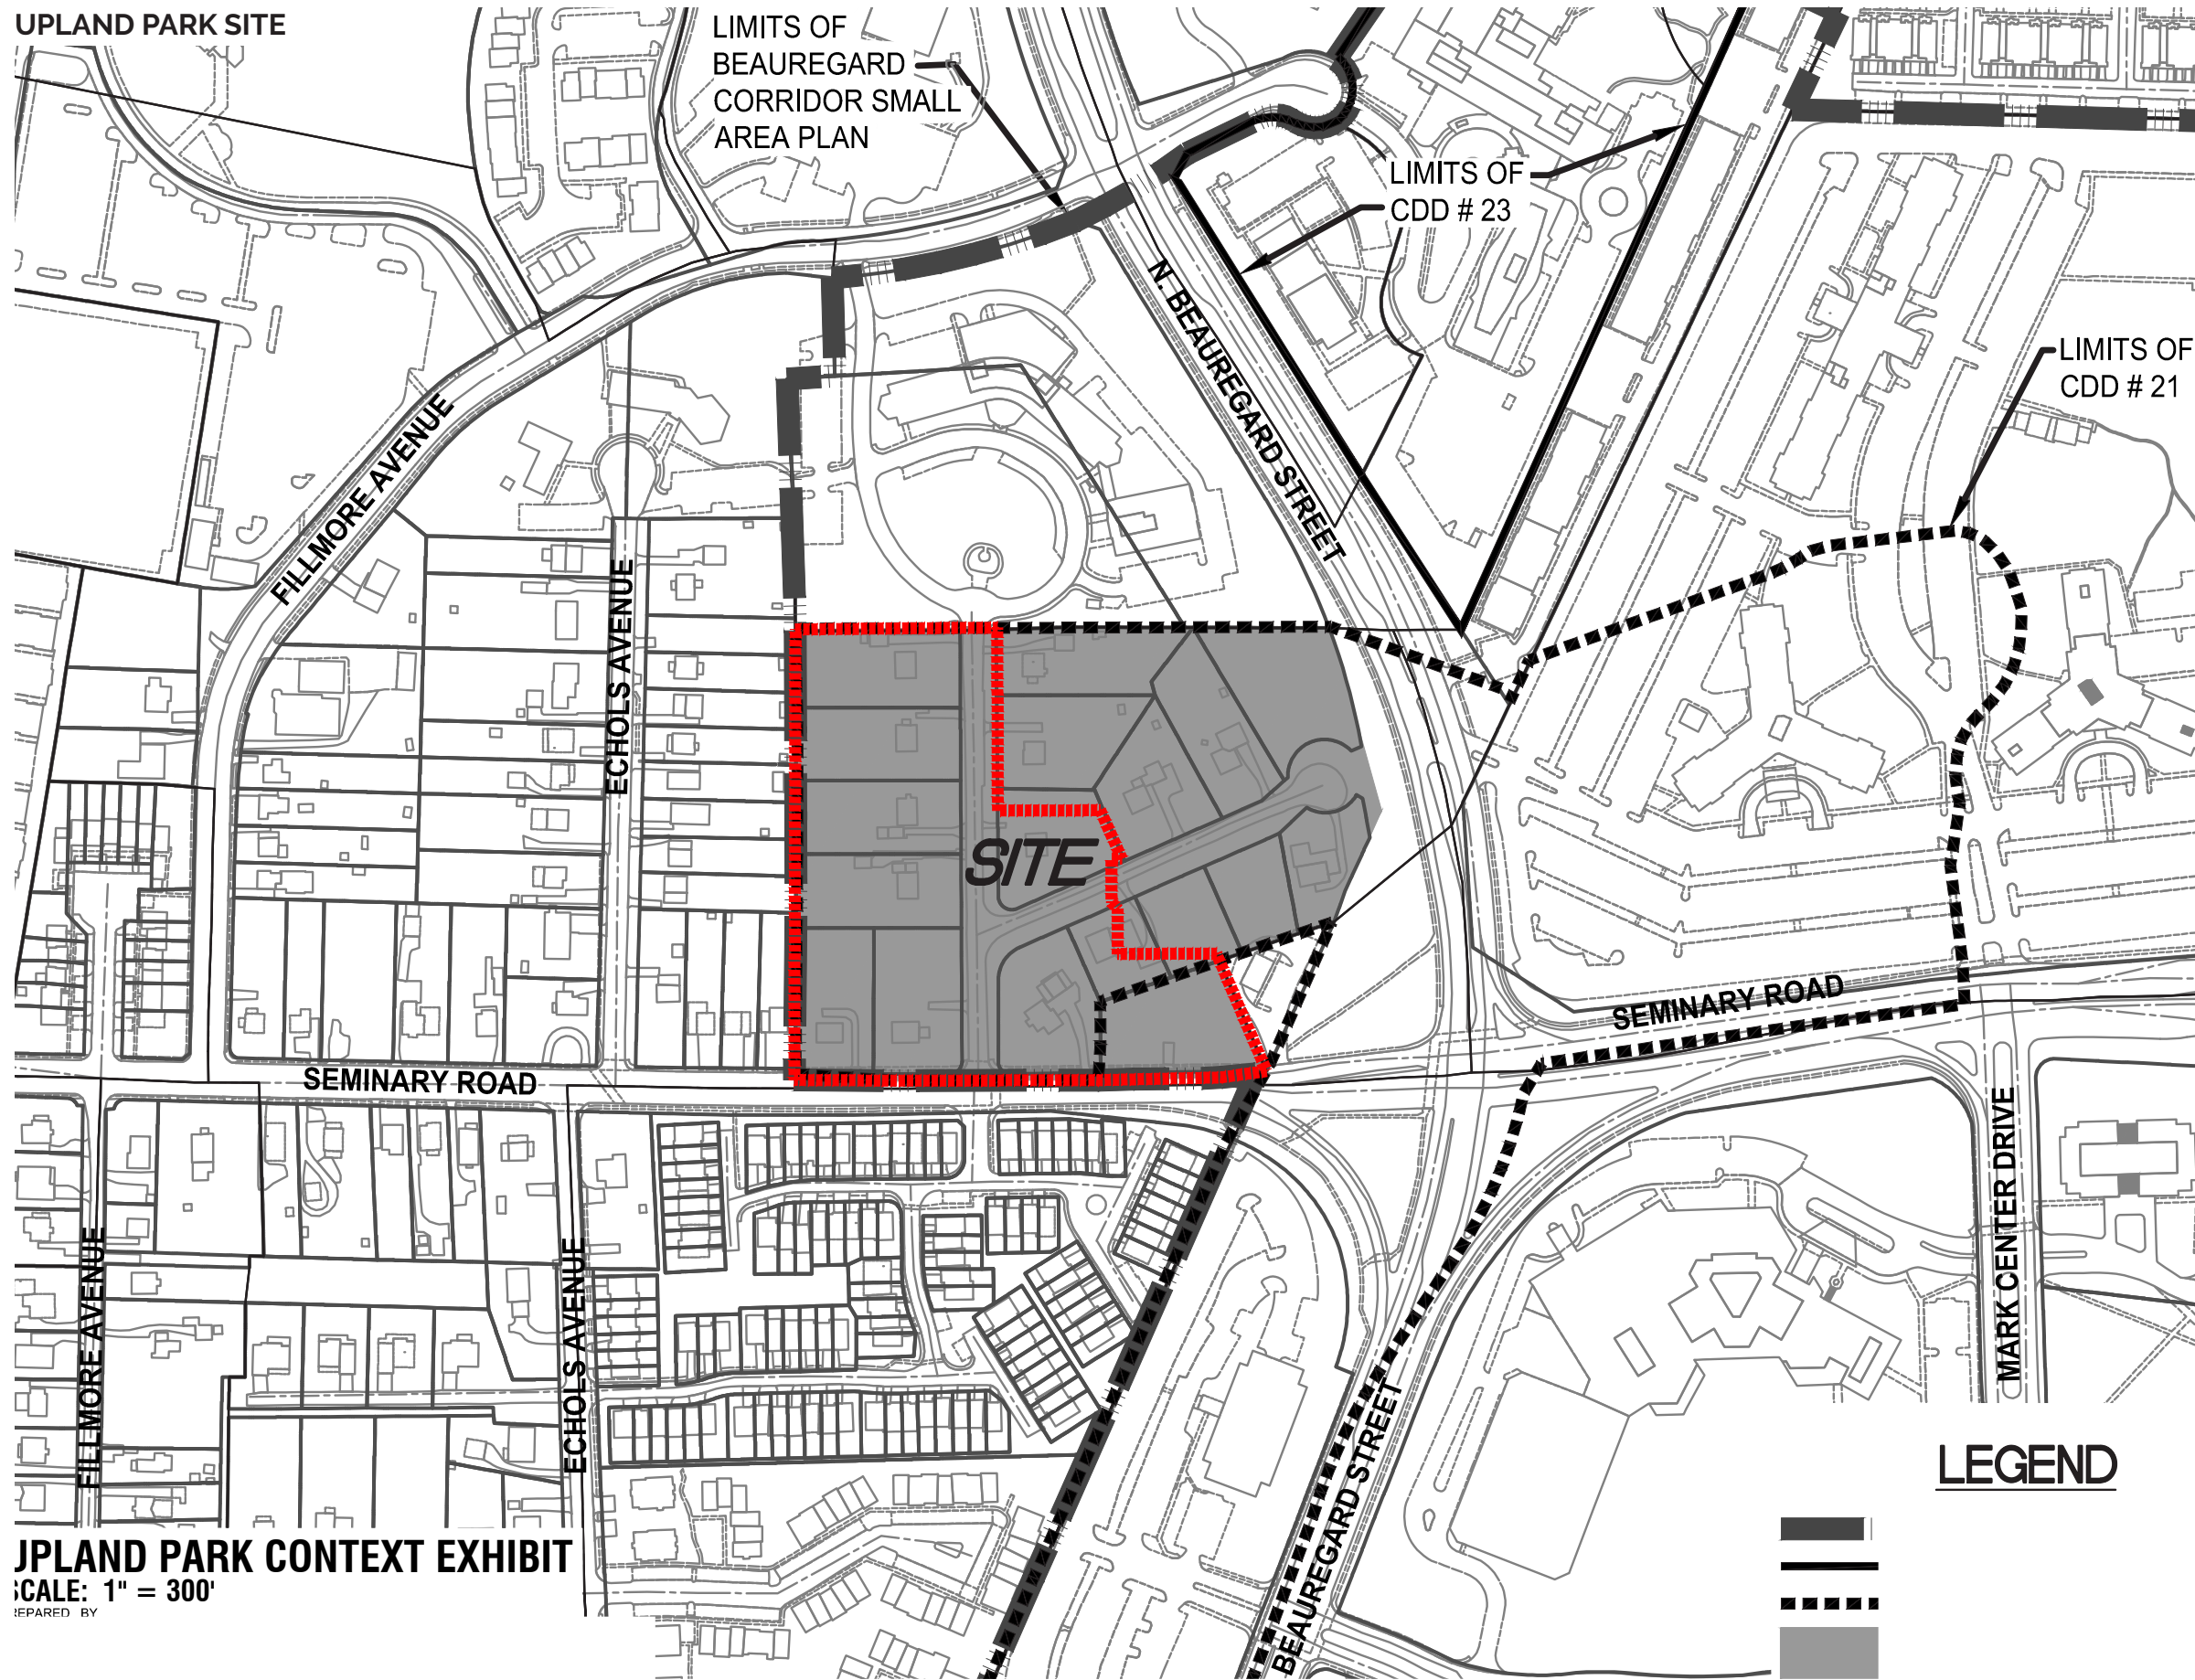 UPLAND PARK SITE
LIMITS OF
BEAUREGARD
CORRIDOR SMALL
AREA PLAN
LIMITS OF
CDD # 23
LIMITS OF
CDD # 21
N. BEAUREGARD STREET
FILLMORE AVENUE
ECHOLS AVENUE
SITE
SEMINARY ROAD
SEMINARY ROAD
FILLMORE AVENUE
ECHOLS AVENUE
MARK CENTER DRIVE
BEAUREGARD STREET
LEGEND
UPLAND PARK CONTEXT EXHIBIT
SCALE: 1" = 300'
REPARED BY